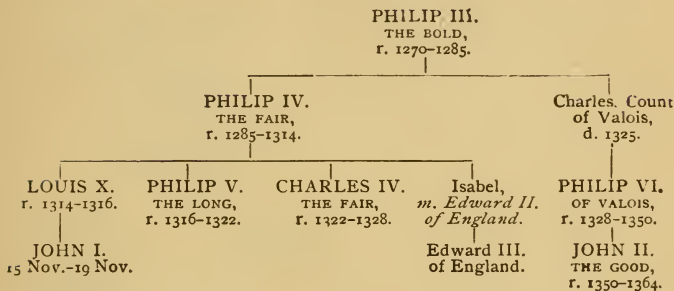 PHILIP III.
THE BOLD,
r. 1270–1285.
PHILIP IV.
THE FAIR,
r. 1285–1314.
Charles, Count
of Valois,
d. 1325.
LOUIS X.
r. 1314–1316.
PHILIP V.
THE LONG,
r. 1316–1322.
CHARLES IV.
THE FAIR,
r. 1322–1328.
Isabel,
m. Edward II.
of England.
PHILIP VI.
OF VALOIS,
r. 1328–1350.
JOHN I.
15 Nov.–19 Nov.
Edward III.
of England.
JOHN II.
THE GOOD,
r. 1350–1364.